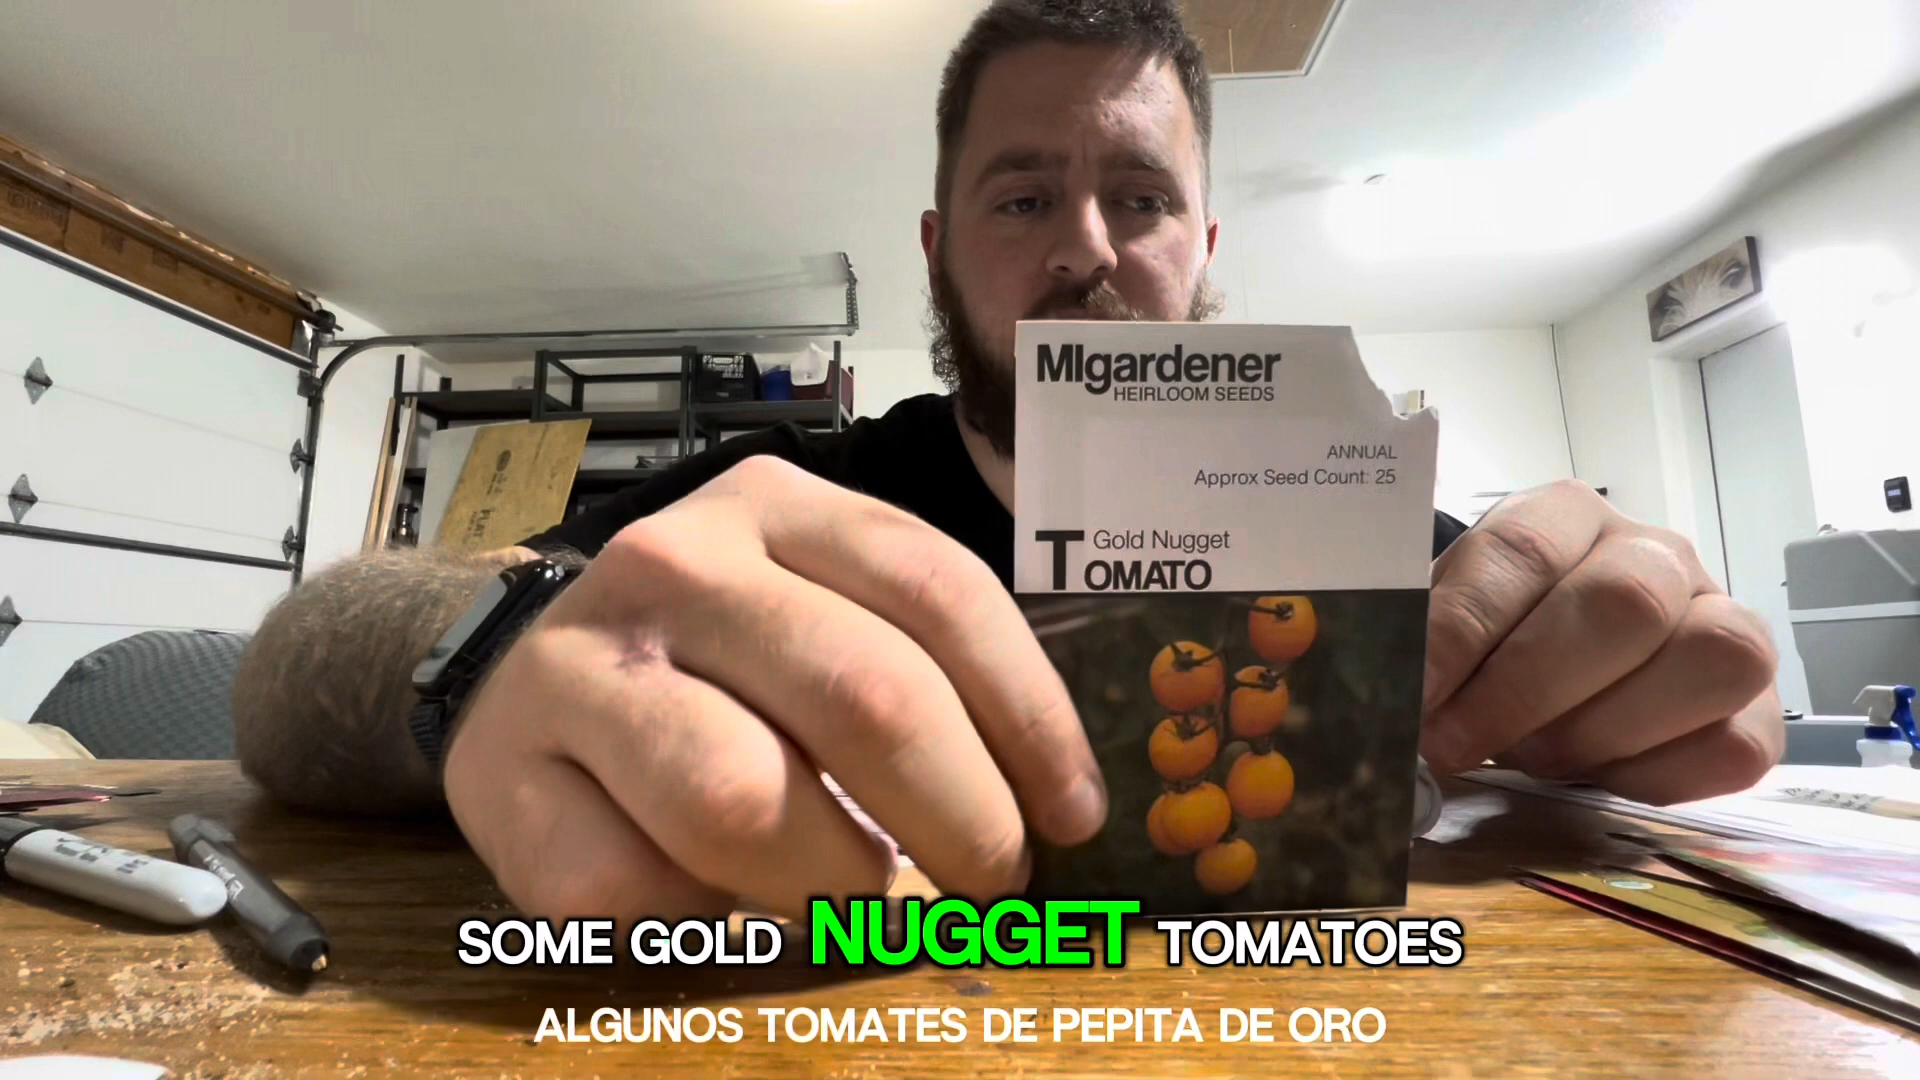 MIgardener
HEIRLOOM SEEDS
ANNUAL
Approx Seed Count: 25
Gold Nugget
TOMATO
SOME GOLD NUGGET TOMATOES
ALGUNOS TOMATES DE PEPITA DE ORO